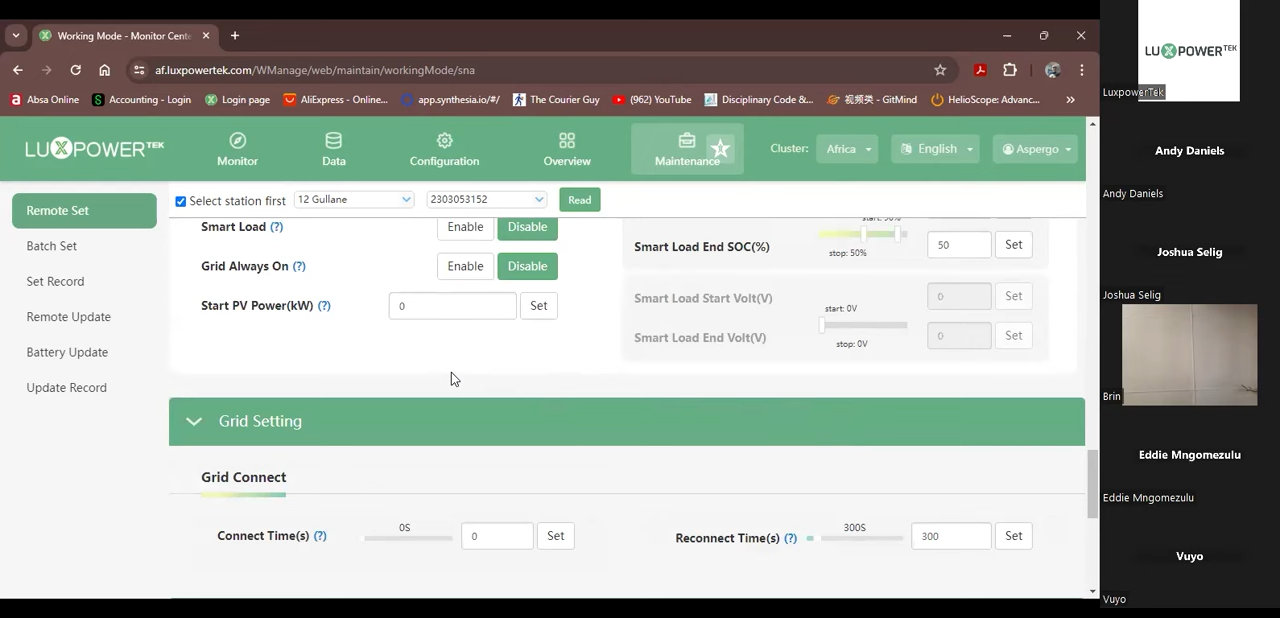 Working Mode - Monitor Cente
af.luxpowertek.com/WManage/web/maintain/workingMode/sna
Absa Online
Accounting - Login
Login page
AliExpress - Online...
app.synthesia.io/#/
The Courier Guy
(962) YouTube
Disciplinary Code &...
视频类 - GitMind
HelioScope: Advanc...
LUXPOWERTEK
Monitor
Data
Configuration
Overview
Maintenance
Cluster:
Africa
English
Aspergo
Remote Set
Batch Set
Set Record
Remote Update
Battery Update
Update Record
Select station first
12 Gullane
2303053152
Read
Smart Load (?)
Enable
Disable
Grid Always On (?)
Enable
Disable
Start PV Power(kW) (?)
0
Set
start: 90%
Smart Load End SOC(%)
stop: 50%
50
Set
Smart Load Start Volt(V)
start: 0V
0
Set
Smart Load End Volt(V)
stop: 0V
0
Set
Grid Setting
Grid Connect
Connect Time(s) (?)
0S
0
Set
Reconnect Time(s) (?)
300S
300
Set
LUXPOWERTEK
LuxpowerTek
Andy Daniels
Andy Daniels
Joshua Selig
Joshua Selig
Brin
Eddie Mngomezulu
Eddie Mngomezulu
Vuyo
Vuyo